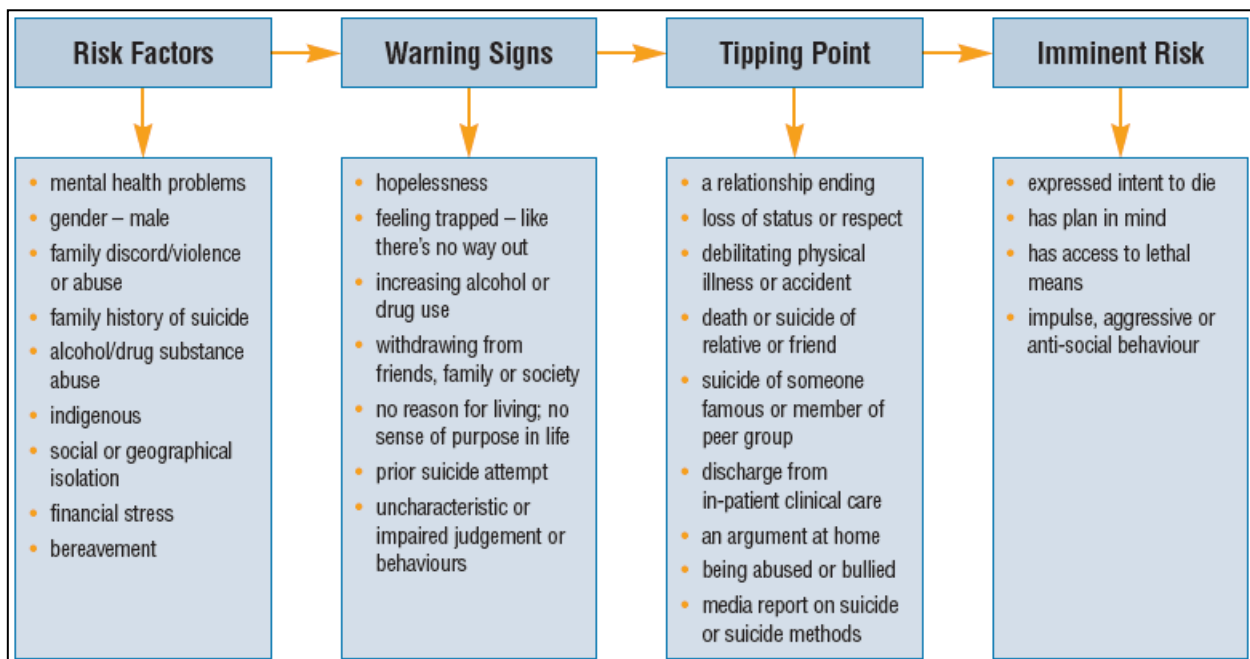 Risk Factors
Warning Signs
Tipping Point
Imminent Risk
• mental health problems
• gender – male
• family discord/violence
or abuse
• family history of suicide
• alcohol/drug substance
abuse
• indigenous
• social or geographical
isolation
• financial stress
• bereavement
• hopelessness
• feeling trapped – like
there's no way out
• increasing alcohol or
drug use
• withdrawing from
friends, family or society
• no reason for living; no
sense of purpose in life
• prior suicide attempt
• uncharacteristic or
impaired judgement or
behaviours
• a relationship ending
• loss of status or respect
• debilitating physical
illness or accident
• death or suicide of
relative or friend
• suicide of someone
famous or member of
peer group
• discharge from
in-patient clinical care
• an argument at home
• being abused or bullied
• media report on suicide
or suicide methods
• expressed intent to die
• has plan in mind
• has access to lethal
means
• impulse, aggressive or
anti-social behaviour